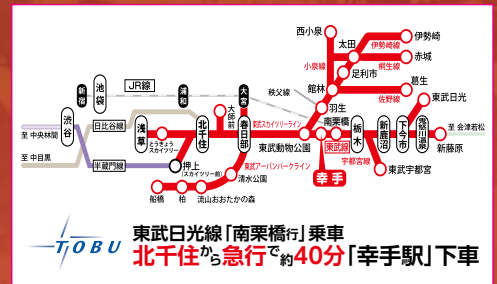 西小泉
太田
伊勢崎
伊勢崎線
小泉線
赤城
桐生線
足利市
館林
葛生
佐野線
池袋
新宿
JR線
浦和
大宮
秩父線
羽生
南栗橋
東武日光
渋谷
日比谷線
浅草
とうきょうスカイツリー
北千住
大師前
東武スカイツリーライン
春日部
東武動物公園
東武線
栃木
新鹿沼
下今市
鬼怒川温泉
至 会津若松
新藤原
至 中央林間
至 中目黒
半蔵門線
押上
(スカイツリー前)
東武アーバンパークライン
清水公園
幸手
宇都宮線
東武宇都宮
船橋
柏
流山おおたかの森
TOBU
東武日光線「南栗橋行」乗車
北千住から急行で約40分「幸手駅」下車